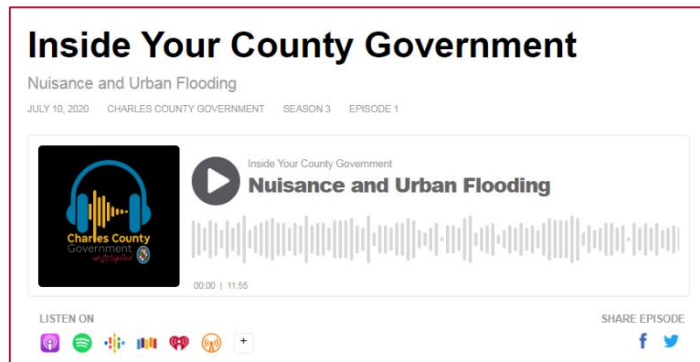 Inside Your County Government
Nuisance and Urban Flooding
JULY 10, 2020 CHARLES COUNTY GOVERNMENT SEASON 3 EPISODE 1
Inside Your County Government
Nuisance and Urban Flooding
Charles County
Government
unscripted
00:00 | 11:55
LISTEN ON
SHARE EPISODE
+